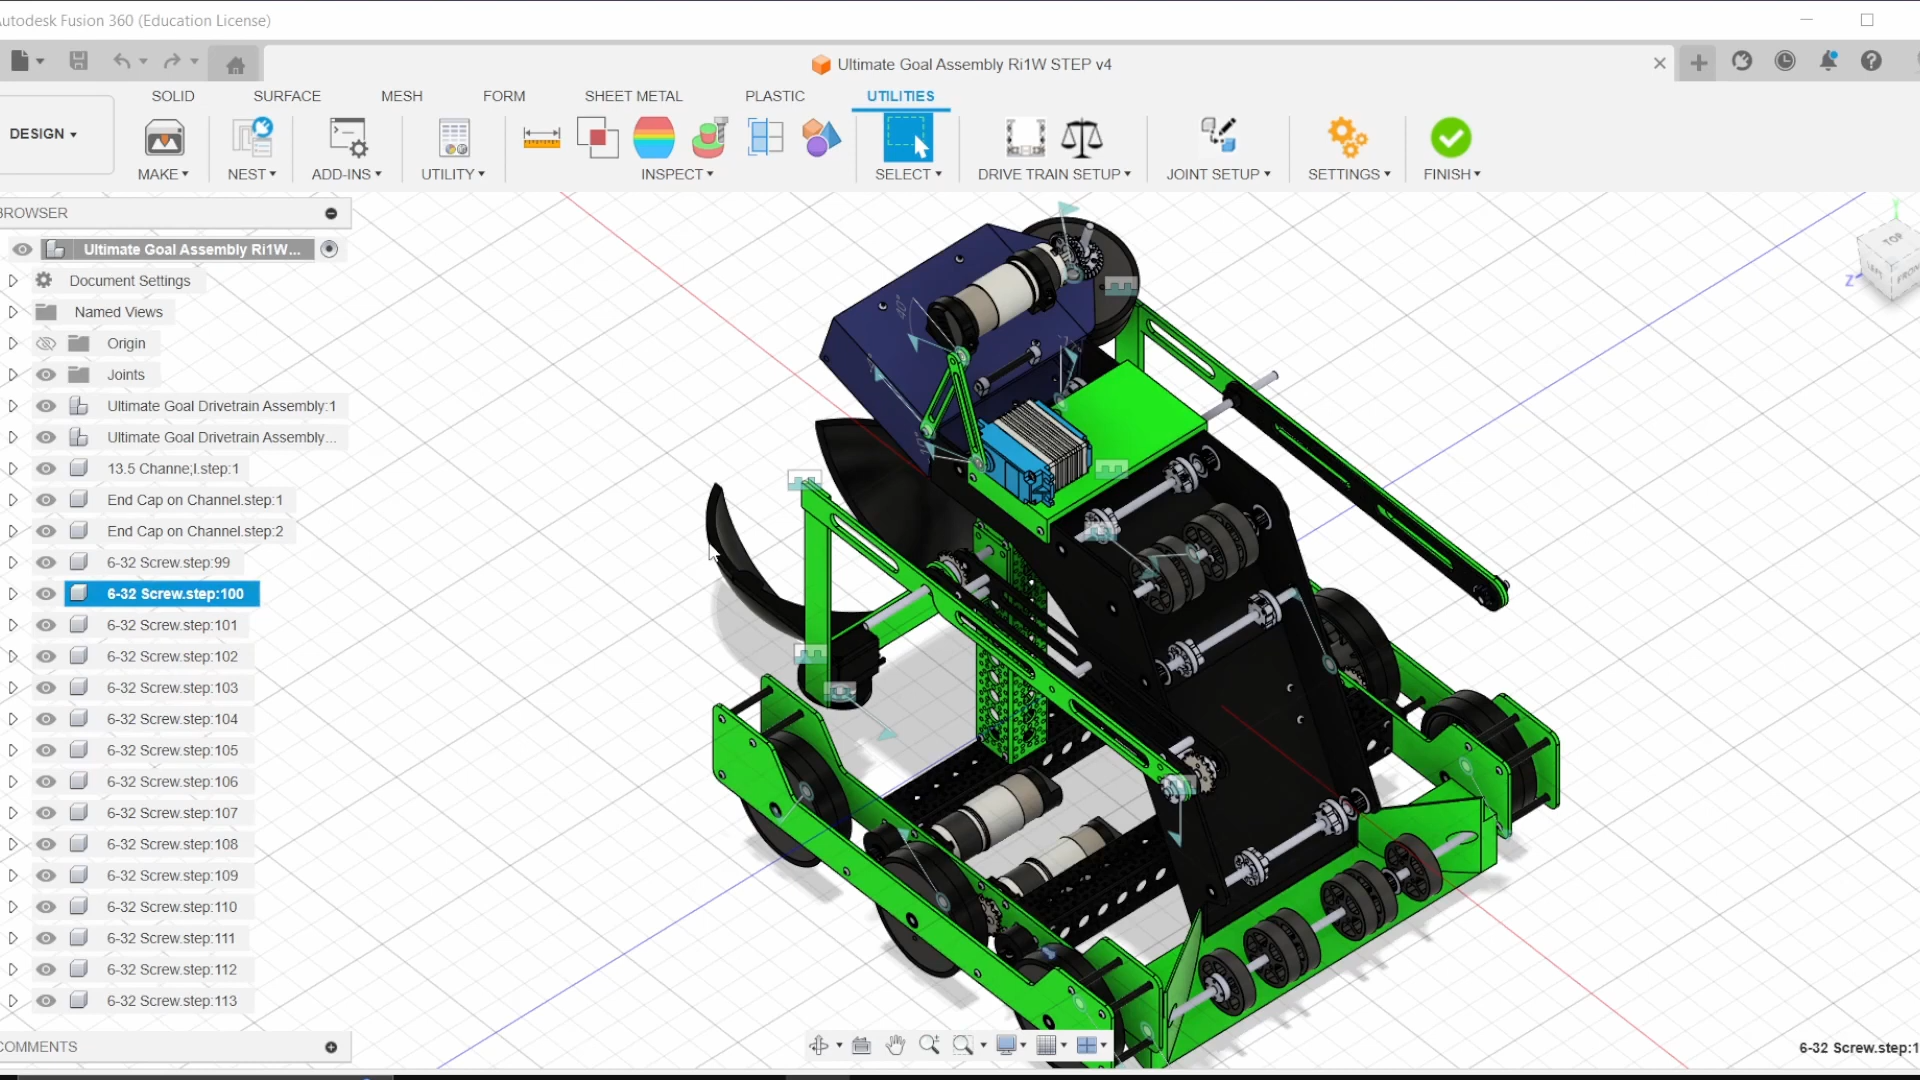 Autodesk Fusion 360 (Education License)
Ultimate Goal Assembly Ri1W STEP v4
SOLID SURFACE MESH FORM SHEET METAL PLASTIC UTILITIES
DESIGN
MAKE NEST ADD-INS UTILITY INSPECT SELECT DRIVE TRAIN SETUP JOINT SETUP SETTINGS FINISH
BROWSER
Ultimate Goal Assembly Ri1W...
Document Settings
Named Views
Origin
Joints
Ultimate Goal Drivetrain Assembly:1
Ultimate Goal Drivetrain Assembly...
13.5 Channe;l.step:1
End Cap on Channel.step:1
End Cap on Channel.step:2
6-32 Screw.step:99
6-32 Screw.step:100
6-32 Screw.step:101
6-32 Screw.step:102
6-32 Screw.step:103
6-32 Screw.step:104
6-32 Screw.step:105
6-32 Screw.step:106
6-32 Screw.step:107
6-32 Screw.step:108
6-32 Screw.step:109
6-32 Screw.step:110
6-32 Screw.step:111
6-32 Screw.step:112
6-32 Screw.step:113
COMMENTS
TOP
LEFT
FRON
Y
Z
40°
6-32 Screw.step:1